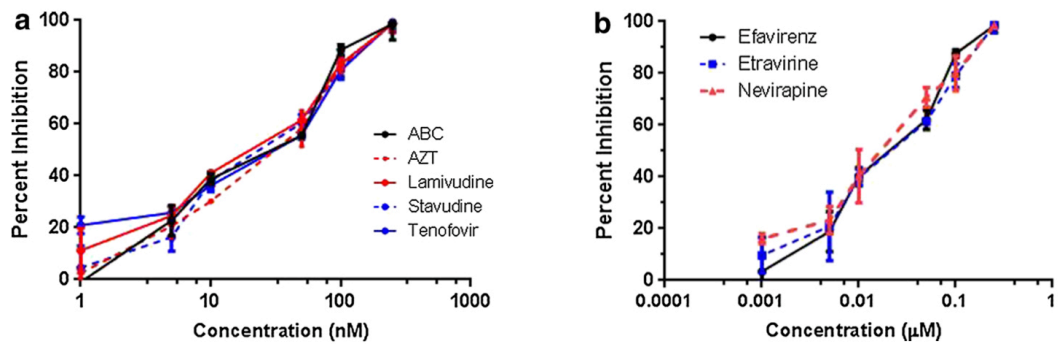 a
Percent Inhibition
100
80
60
40
20
0
ABC
AZT
Lamivudine
Stavudine
Tenofovir
1 10 100 1000
Concentration (nM)
b
Percent Inhibition
100
80
60
40
20
0
Efavirenz
Etravirine
Nevirapine
0.0001 0.001 0.01 0.1 1
Concentration (µM)